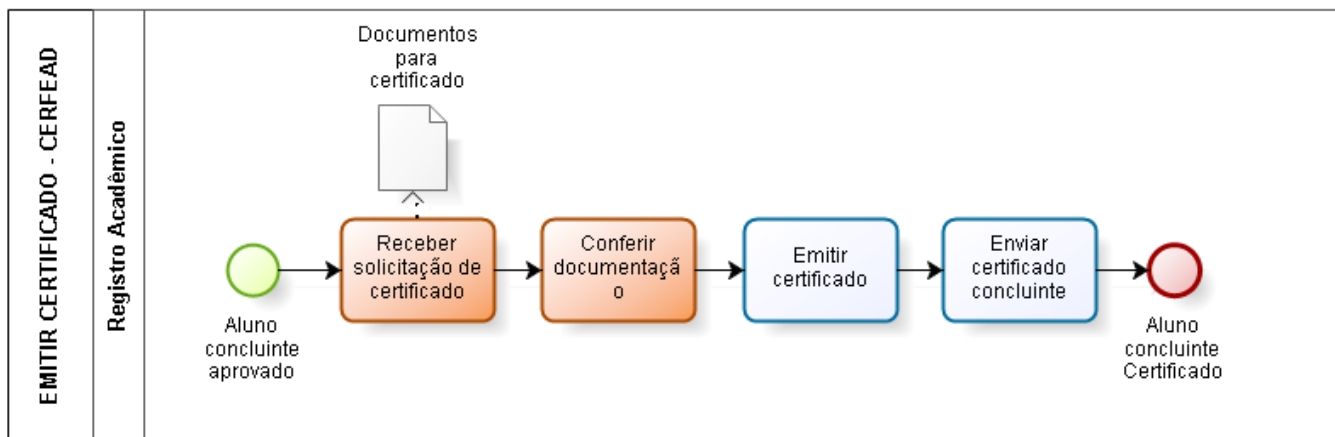 EMITIR CERTIFICADO - CERFEAD
Registro Acadêmico
Documentos
para
certificado
Receber
solicitação de
certificado
Conferir
documentaçã
o
Emitir
certificado
Enviar
certificado
concluinte
Aluno
concluinte
aprovado
Aluno
concluinte
Certificado